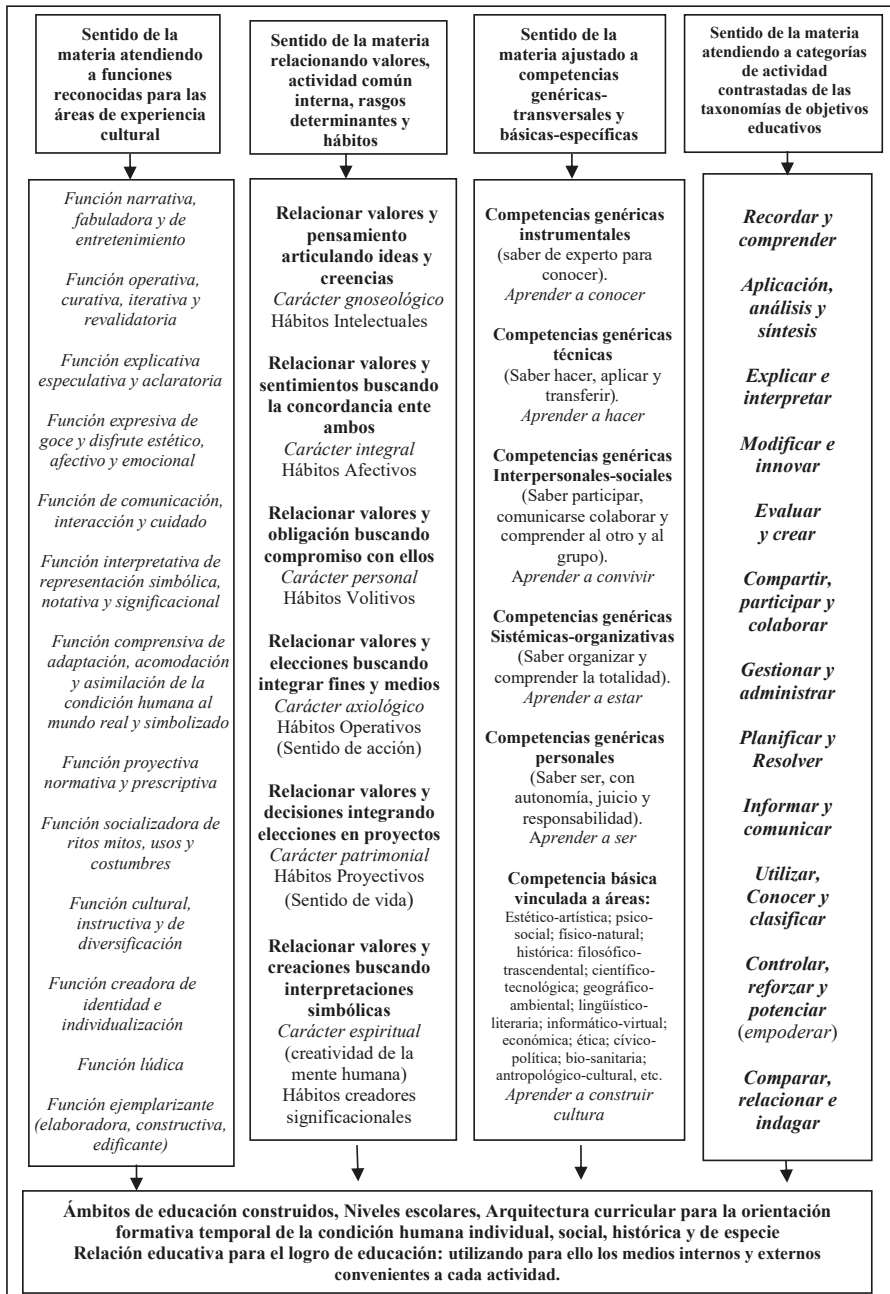 Sentido de la
materia atendiendo
a funciones
reconocidas para las
áreas de experiencia
cultural
Sentido de la materia
relacionando valores,
actividad común
interna, rasgos
determinantes y
hábitos
Sentido de la
materia ajustado a
competencias
genéricas-
transversales y
básicas-específicas
Sentido de la materia
atendiendo a categorías
de actividad
contrastadas de las
taxonomías de objetivos
educativos
Función narrativa,
fabuladora y de
entretenimiento
Función operativa,
curativa, iterativa y
revalidatoria
Función explicativa
especulativa y aclaratoria
Función expresiva de
goce y disfrute estético,
afectivo y emocional
Función de comunicación,
interacción y cuidado
Función interpretativa de
representación simbólica,
notativa y significacional
Función comprensiva de
adaptación, acomodación
y asimilación de la
condición humana al
mundo real y simbolizado
Función proyectiva
normativa y prescriptiva
Función socializadora de
ritos mitos, usos y
costumbres
Función cultural,
instructiva y de
diversificación
Función creadora de
identidad e
individualización
Función lúdica
Función ejemplarizante
(elaboradora, constructiva,
edificante)
Relacionar valores y
pensamiento
articulando ideas y
creencias
Carácter gnoseológico
Hábitos Intelectuales
Relacionar valores y
sentimientos buscando
la concordancia ente
ambos
Carácter integral
Hábitos Afectivos
Relacionar valores y
obligación buscando
compromiso con ellos
Carácter personal
Hábitos Volitivos
Relacionar valores y
elecciones buscando
integrar fines y medios
Carácter axiológico
Hábitos Operativos
(Sentido de acción)
Relacionar valores y
decisiones integrando
elecciones en proyectos
Carácter patrimonial
Hábitos Proyectivos
(Sentido de vida)
Relacionar valores y
creaciones buscando
interpretaciones
simbólicas
Carácter espiritual
(creatividad de la
mente humana)
Hábitos creadores
significacionales
Competencias genéricas
instrumentales
(saber de experto para
conocer).
Aprender a conocer
Competencias genéricas
técnicas
(Saber hacer, aplicar y
transferir).
Aprender a hacer
Competencias genéricas
Interpersonales-sociales
(Saber participar,
comunicarse colaborar y
comprender al otro y al
grupo).
Aprender a convivir
Competencias genéricas
Sistémicas-organizativas
(Saber organizar y
comprender la totalidad).
Aprender a estar
Competencias genéricas
personales
(Saber ser, con
autonomía, juicio y
responsabilidad).
Aprender a ser
Competencia básica
vinculada a áreas:
Estético-artística; psico-
social; físico-natural;
histórica: filosófico-
trascendental; científico-
tecnológica; geográfico-
ambiental; lingüístico-
literaria; informático-virtual;
económica; ética; cívico-
política; bio-sanitaria;
antropológico-cultural, etc.
Aprender a construir
cultura
Recordar y
comprender
Aplicación,
análisis y
síntesis
Explicar e
interpretar
Modificar e
innovar
Evaluar
y crear
Compartir,
participar y
colaborar
Gestionar y
administrar
Planificar y
Resolver
Informar y
comunicar
Utilizar,
Conocer y
clasificar
Controlar,
reforzar y
potenciar
(empoderar)
Comparar,
relacionar e
indagar
Ámbitos de educación construidos, Niveles escolares, Arquitectura curricular para la orientación
formativa temporal de la condición humana individual, social, histórica y de especie
Relación educativa para el logro de educación: utilizando para ello los medios internos y externos
convenientes a cada actividad.